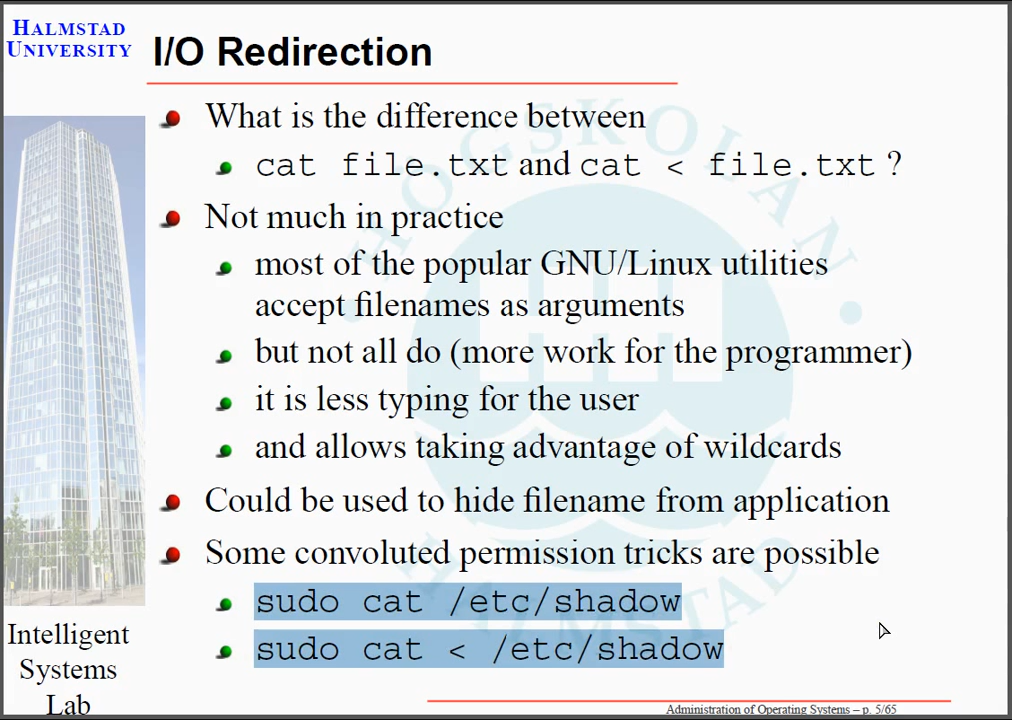 HALMSTAD
UNIVERSITY
I/O Redirection
What is the difference between
cat file.txt and cat < file.txt ?
Not much in practice
most of the popular GNU/Linux utilities
accept filenames as arguments
but not all do (more work for the programmer)
it is less typing for the user
and allows taking advantage of wildcards
Could be used to hide filename from application
Some convoluted permission tricks are possible
sudo cat /etc/shadow
sudo cat < /etc/shadow
Intelligent
Systems
Lab
Administration of Operating Systems – p. 5/65
HÖGSKOLAN
HALMSTAD